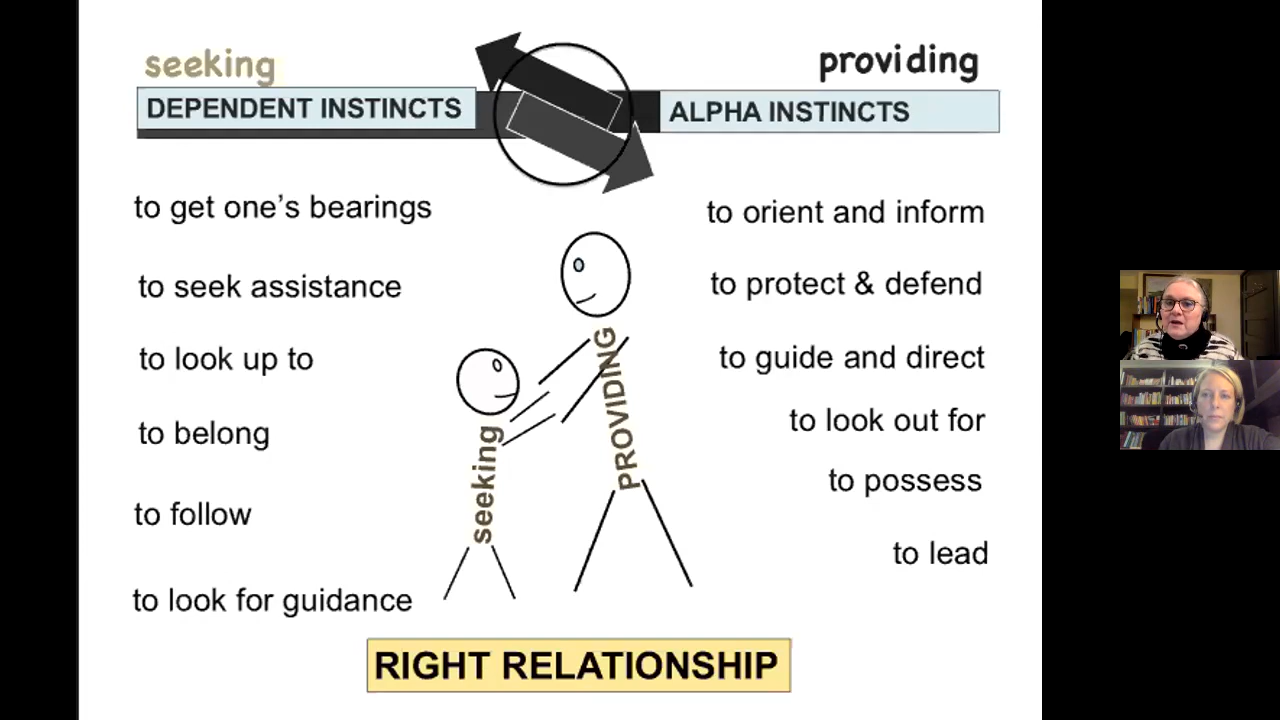 seeking
providing
DEPENDENT INSTINCTS
ALPHA INSTINCTS
to get one's bearings
to orient and inform
to seek assistance
to protect & defend
to look up to
to guide and direct
to belong
to look out for
to follow
to possess
to look for guidance
to lead
seeking
PROVIDING
RIGHT RELATIONSHIP